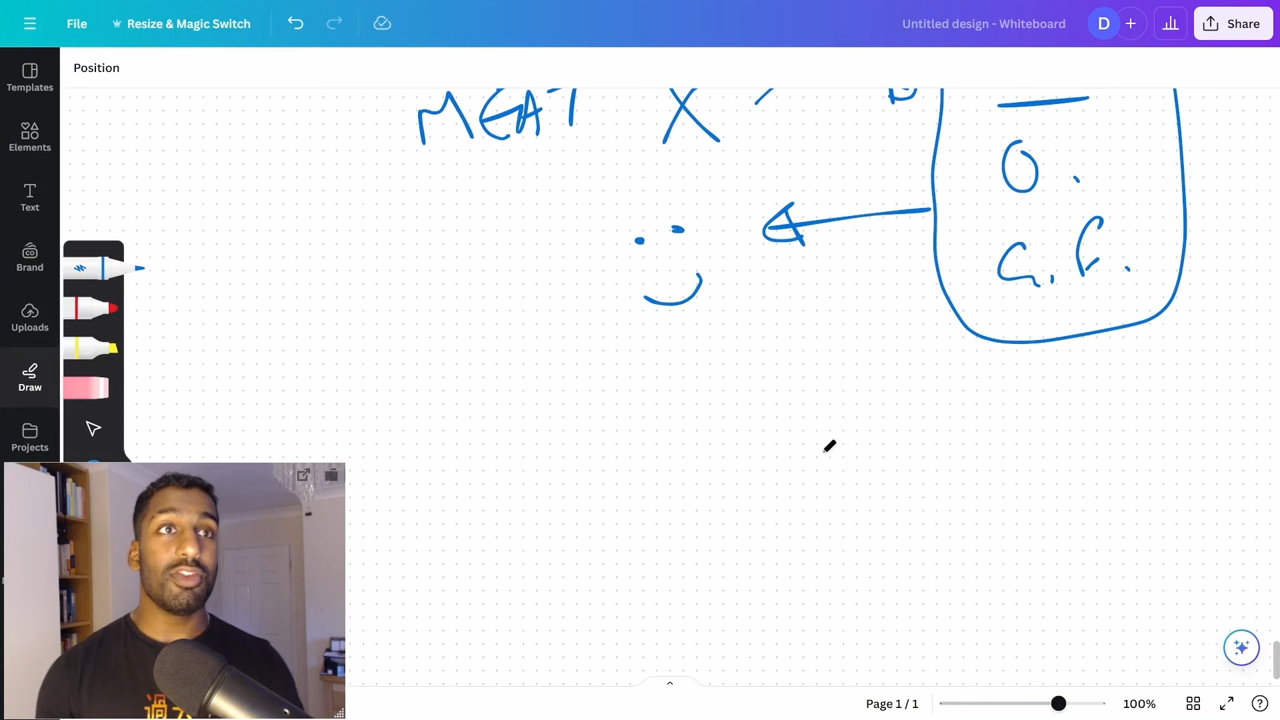 File
Resize & Magic Switch
Untitled design - Whiteboard
D
Share
Templates
Elements
Text
Brand
Uploads
Draw
Projects
Position
MEAT X
O.
G.F.
Page 1 / 1
100%